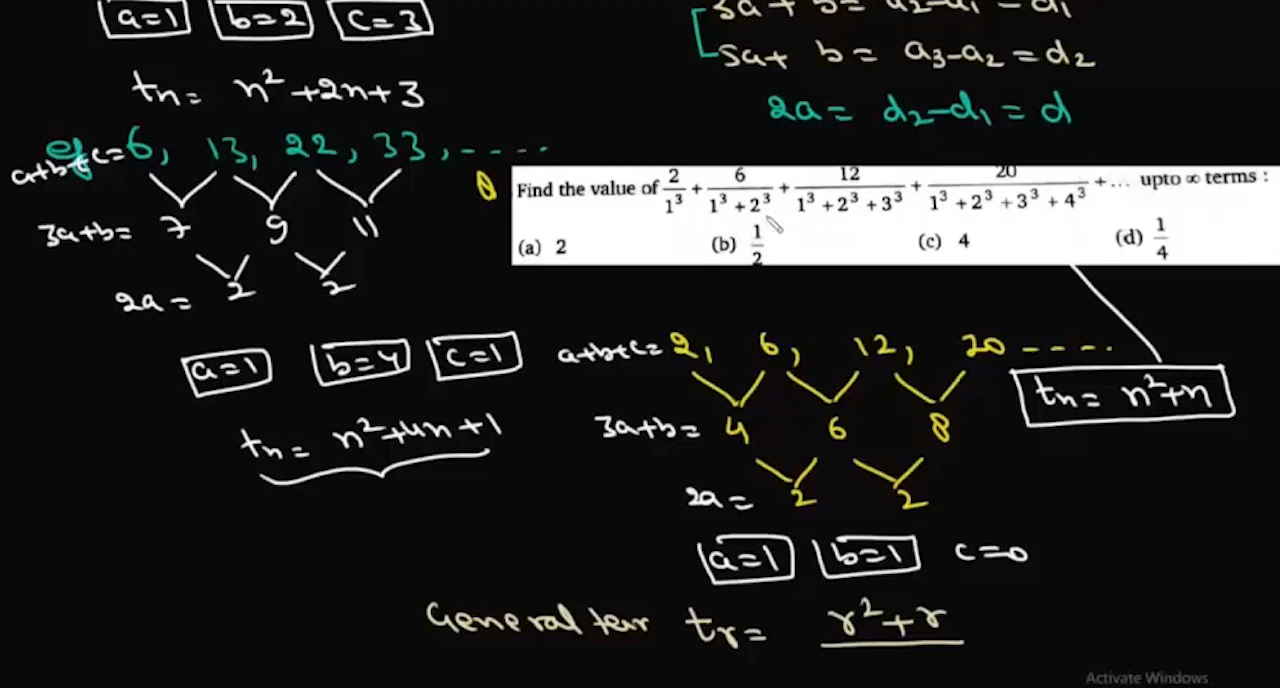 a=1 b=2 c=3
tn= n²+2n+3
eg 6, 13, 22, 33, ----
a+b+c=
3a+b= 7 9 11
2a= 2 2
a=1 b=4 c=1
tn= n²+4n+1
3a+b= a2-a1=d1
5a+b= a3-a2=d2
2a= d2-d1=d
Q Find the value of 2/1³ + 6/(1³+2³) + 12/(1³+2³+3³) + 20/(1³+2³+3³+4³) +... upto ∞ terms :
(a) 2 (b) 1/2 (c) 4 (d) 1/4
a+b+c= 2, 6, 12, 20 ----.
tn= n²+n
3a+b= 4 6 8
2a= 2 2
a=1 b=1 c=0
General ter tr= r²+r
Activate Windows